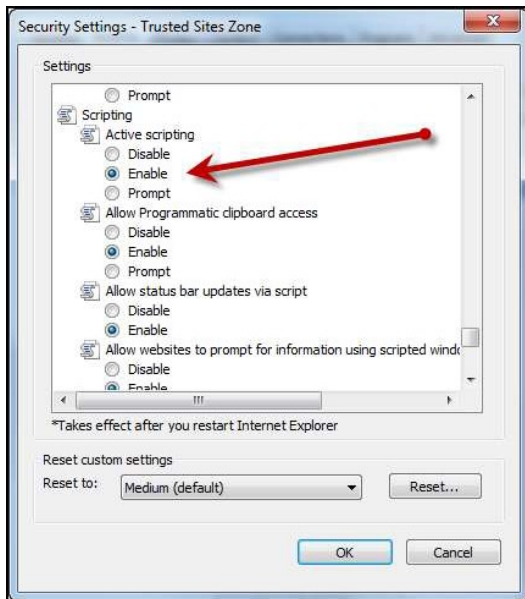 Security Settings - Trusted Sites Zone
Settings
Prompt
Scripting
Active scripting
Disable
Enable
Prompt
Allow Programmatic clipboard access
Disable
Enable
Prompt
Allow status bar updates via script
Disable
Enable
Allow websites to prompt for information using scripted windo
Disable
Enable
*Takes effect after you restart Internet Explorer
Reset custom settings
Reset to: Medium (default) Reset...
OK Cancel